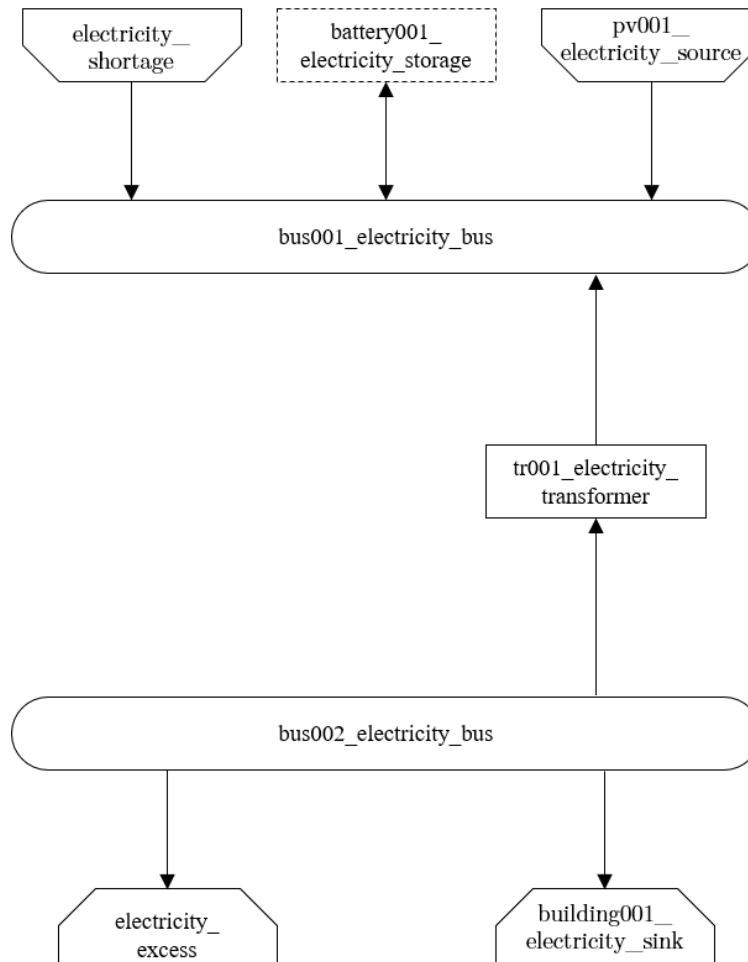 electricity_
shortage
battery001_
electricity_storage
pv001_
electricity_source
bus001_electricity_bus
tr001_electricity_
transformer
bus002_electricity_bus
electricity_
excess
building001_
electricity_sink